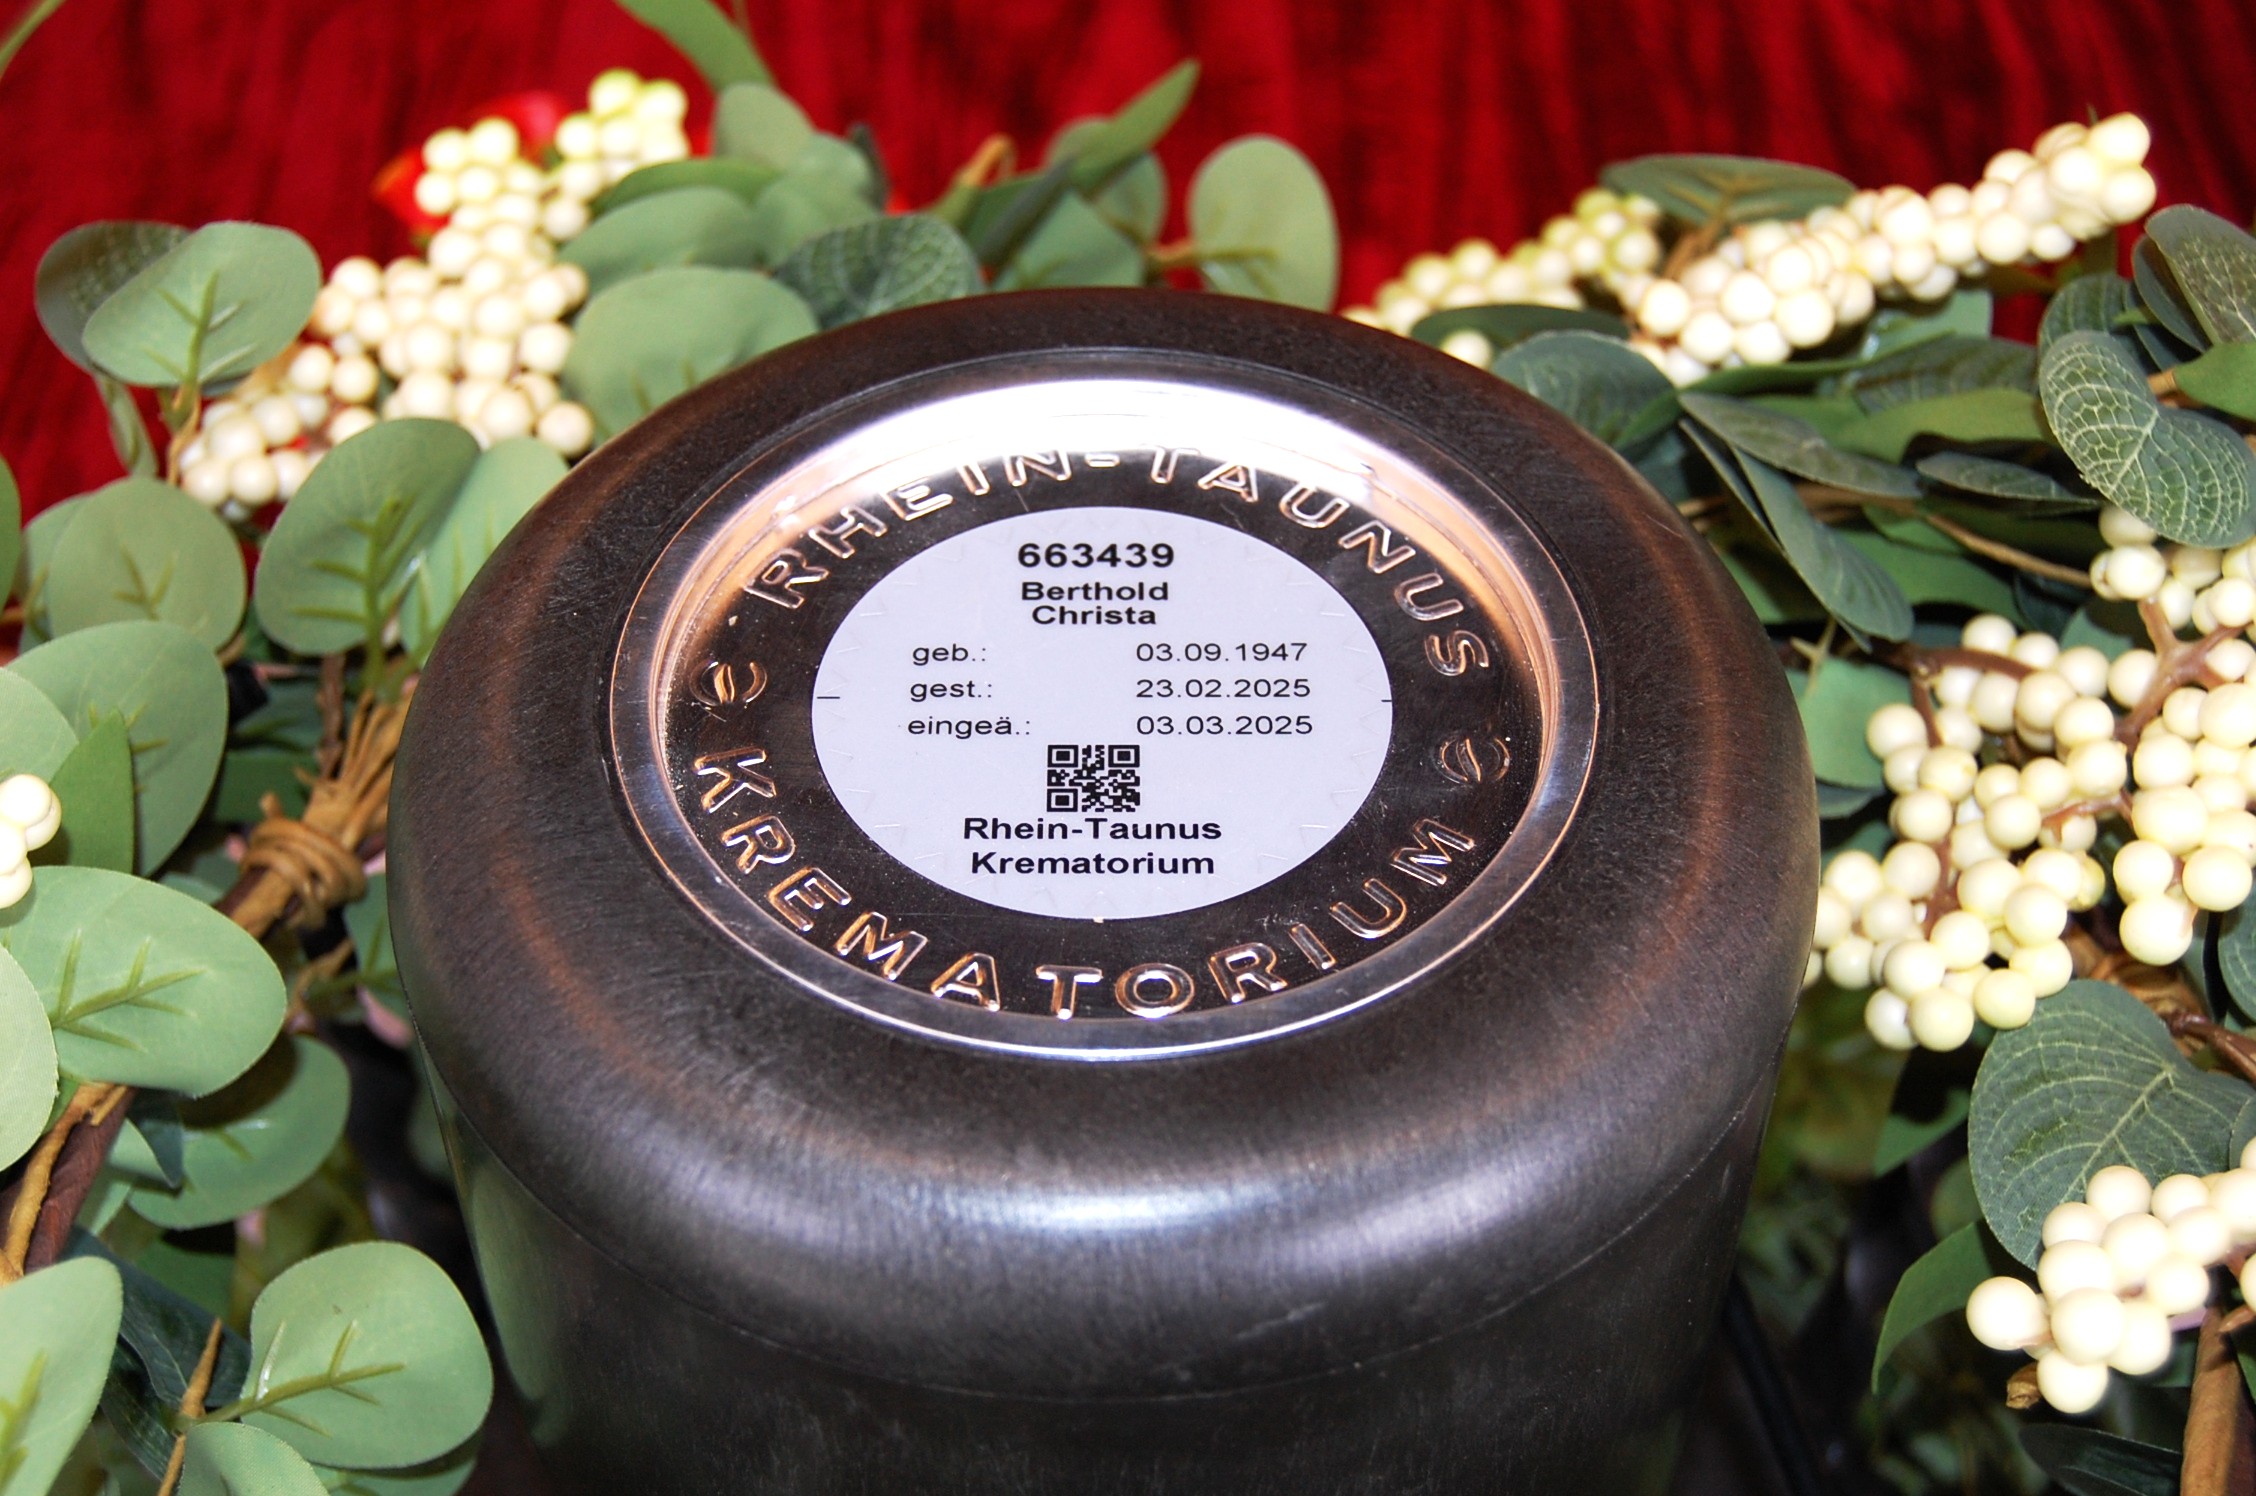 RHEIN-TAUNUS
663439
Berthold
Christa
geb.: 03.09.1947
gest.: 23.02.2025
eingeä.: 03.03.2025
Rhein-Taunus
Krematorium
KREMATORIUM